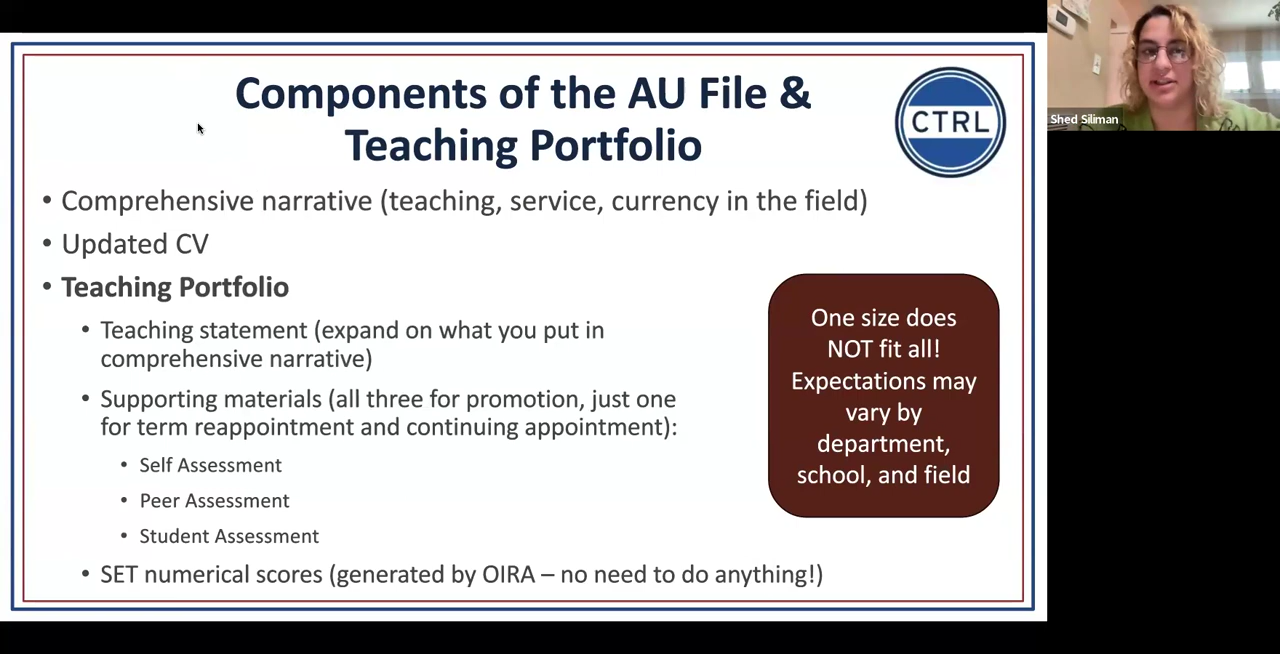 Components of the AU File &
Teaching Portfolio
CTRL
• Comprehensive narrative (teaching, service, currency in the field)
• Updated CV
• Teaching Portfolio
• Teaching statement (expand on what you put in
comprehensive narrative)
• Supporting materials (all three for promotion, just one
for term reappointment and continuing appointment):
• Self Assessment
• Peer Assessment
• Student Assessment
• SET numerical scores (generated by OIRA – no need to do anything!)
One size does
NOT fit all!
Expectations may
vary by
department,
school, and field
Shed Siliman